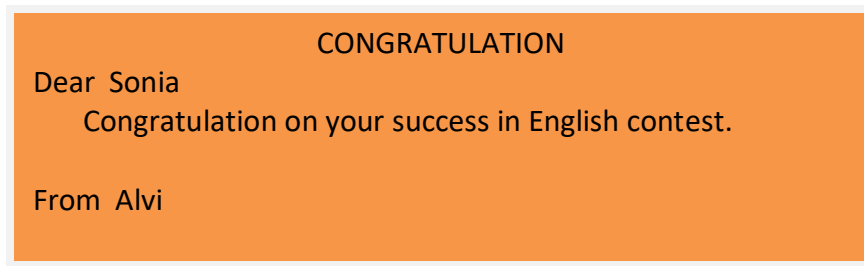 CONGRATULATION
Dear Sonia
Congratulation on your success in English contest.
From Alvi